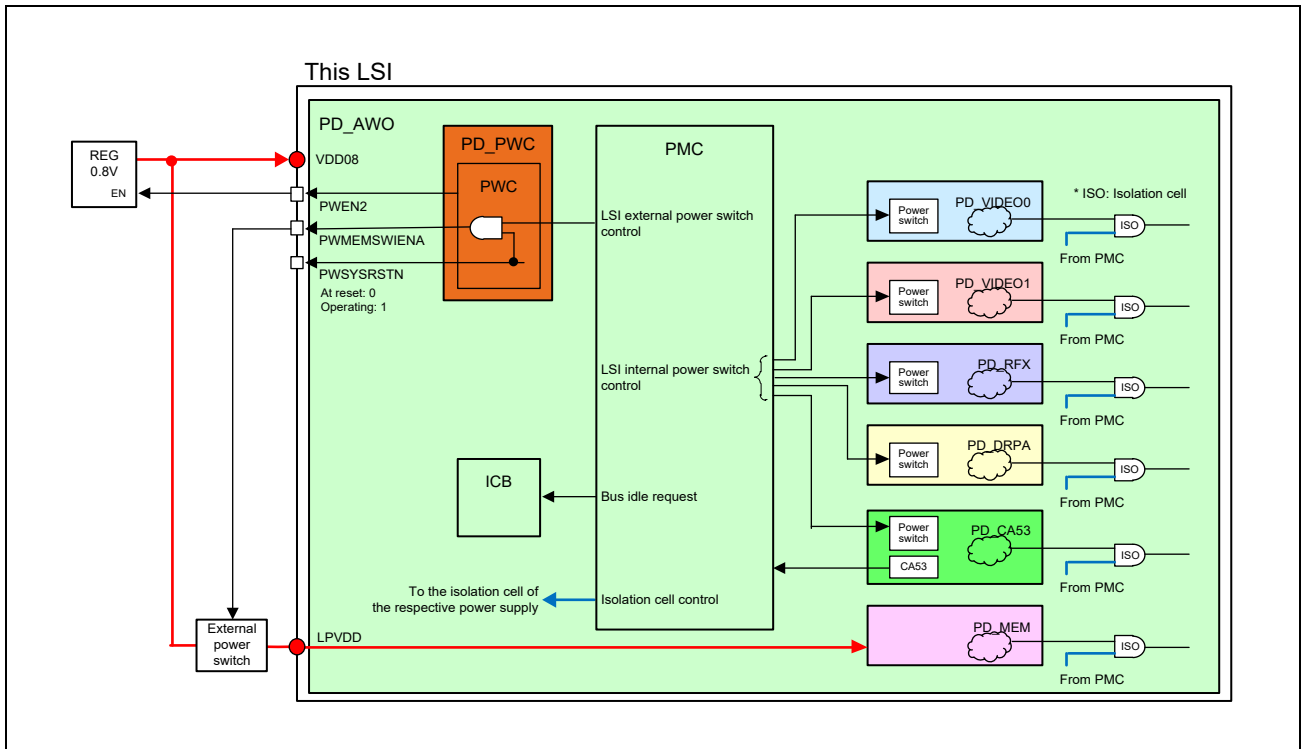 This LSI
PD_AWO
REG
0.8V
EN
VDD08
PWEN2
PWMEMSWIENA
PWSYSRSTN
At reset: 0
Operating: 1
PD_PWC
PWC
PMC
LSI external power switch
control
LSI internal power switch
control
ICB
Bus idle request
To the isolation cell of
the respective power supply
Isolation cell control
External
power
switch
LPVDD
* ISO: Isolation cell
Power
switch
PD_VIDEO0
ISO
From PMC
Power
switch
PD_VIDEO1
ISO
From PMC
Power
switch
PD_RFX
ISO
From PMC
Power
switch
PD_DRPA
ISO
From PMC
Power
switch
PD_CA53
CA53
ISO
From PMC
PD_MEM
ISO
From PMC